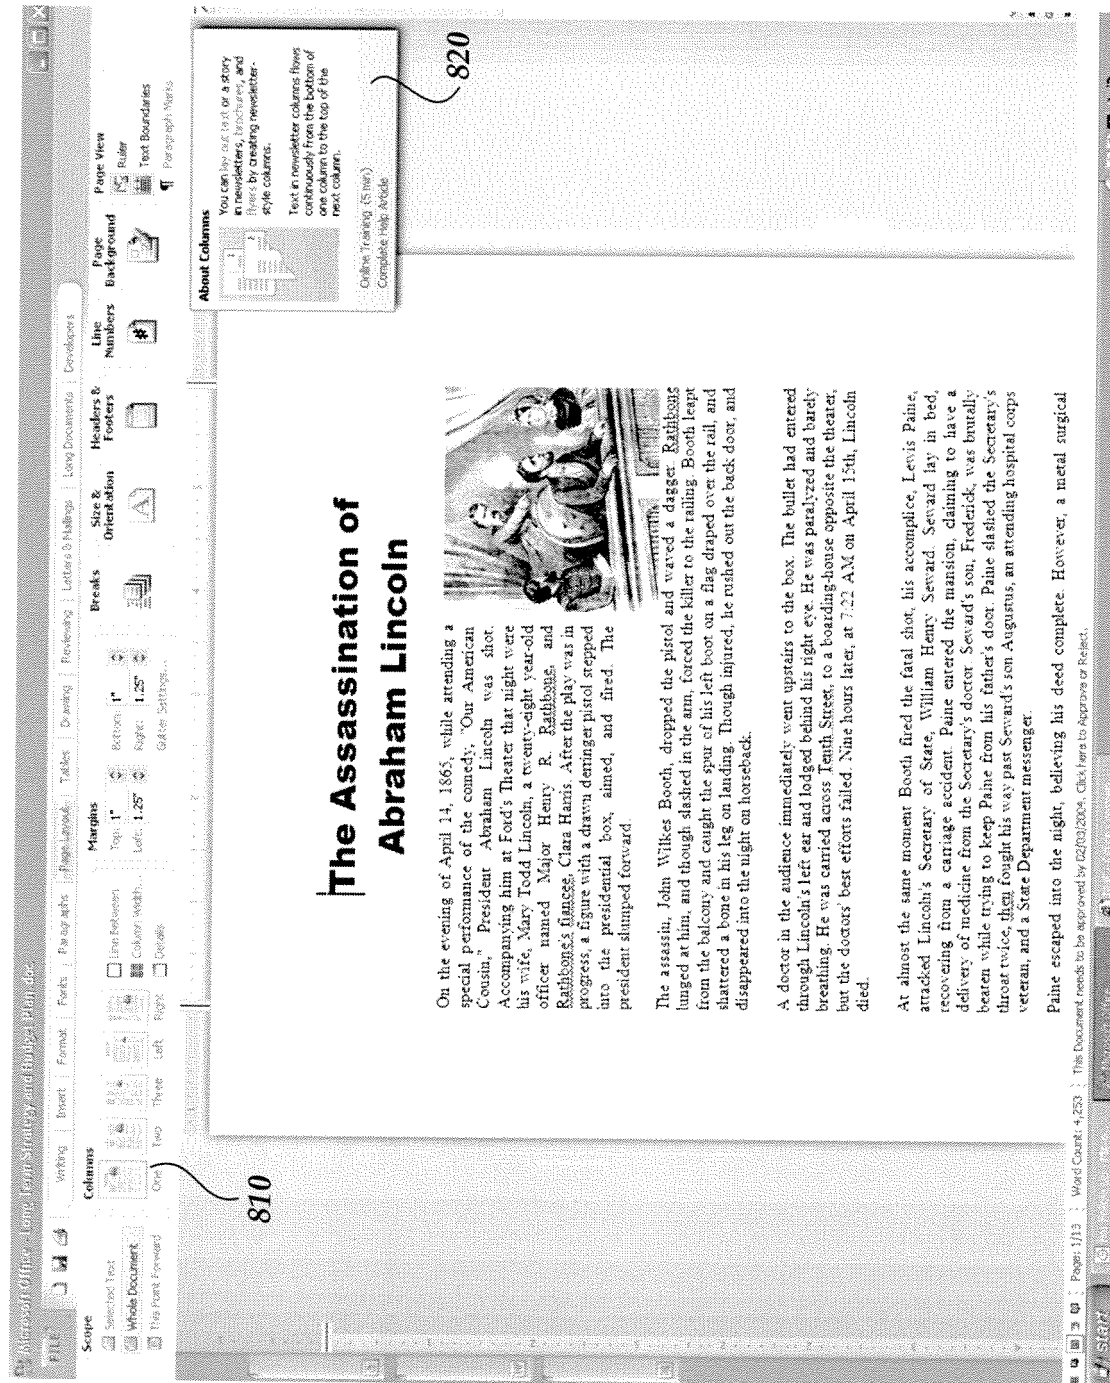 Microsoft Office - Long Term Strategy and Budget Plan.doc
FILE
Writing
Insert
Format
Fonts
Paragraphs
Page Layout
Tables
Drawing
Reviewing
Letters & Mailings
Long Documents
Developers
Scope
Selected Text
Whole Document
This Point Forward
Columns
One
Two
Three
Left
Right
Line Between
Column Width...
Details
Margins
Top: 1"
Bottom: 1"
Left: 1.25"
Right: 1.25"
Gutter Settings...
Breaks
Size &
Orientation
Headers &
Footers
Line
Numbers
Page
Background
Page View
Ruler
Text Boundaries
Paragraph Marks
810
About Columns
You can lay out text or a story
in newsletters, brochures, and
flyers by creating newsletter-
style columns.
Text in newsletter columns flows
continuously from the bottom of
one column to the top of the
next column.
Online Training (5 min)
Complete Help Article
820
The Assassination of
Abraham Lincoln
On the evening of April 14, 1865, while attending a
special performance of the comedy, "Our American
Cousin," President Abraham Lincoln was shot.
Accompanying him at Ford's Theater that night were
his wife, Mary Todd Lincoln, a twenty-eight year-old
officer named Major Henry R. Rathbone, and
Rathbone's fiancee, Clara Harris. After the play was in
progress, a figure with a drawn derringer pistol stepped
into the presidential box, aimed, and fired. The
president slumped forward.
The assassin, John Wilkes Booth, dropped the pistol and waved a dagger. Rathbons
lunged at him, and though slashed in the arm, forced the killer to the railing. Booth leapt
from the balcony and caught the spur of his left boot on a flag draped over the rail, and
shattered a bone in his leg on landing. Though injured, he rushed out the back door, and
disappeared into the night on horseback.
A doctor in the audience immediately went upstairs to the box. The bullet had entered
through Lincoln's left ear and lodged behind his right eye. He was paralyzed and barely
breathing. He was carried across Tenth Street, to a boarding-house opposite the theater,
but the doctors' best efforts failed. Nine hours later, at 7:22 AM on April 15th, Lincoln
died.
At almost the same moment Booth fired the fatal shot, his accomplice, Lewis Paine,
attacked Lincoln's Secretary of State, William Henry Seward. Seward lay in bed,
recovering from a carriage accident. Paine entered the mansion, claiming to have a
delivery of medicine from the Secretary's doctor. Seward's son, Frederick, was brutally
beaten while trying to keep Paine from his father's door. Paine slashed the Secretary's
throat twice, then fought his way past Seward's son Augustus, an attending hospital corps
veteran, and a State Department messenger.
Paine escaped into the night, believing his deed complete. However, a metal surgical
Page: 1/13
Word Count: 4,253
This Document needs to be approved by 02/03/2004. Click Here to Approve or Reject.
start